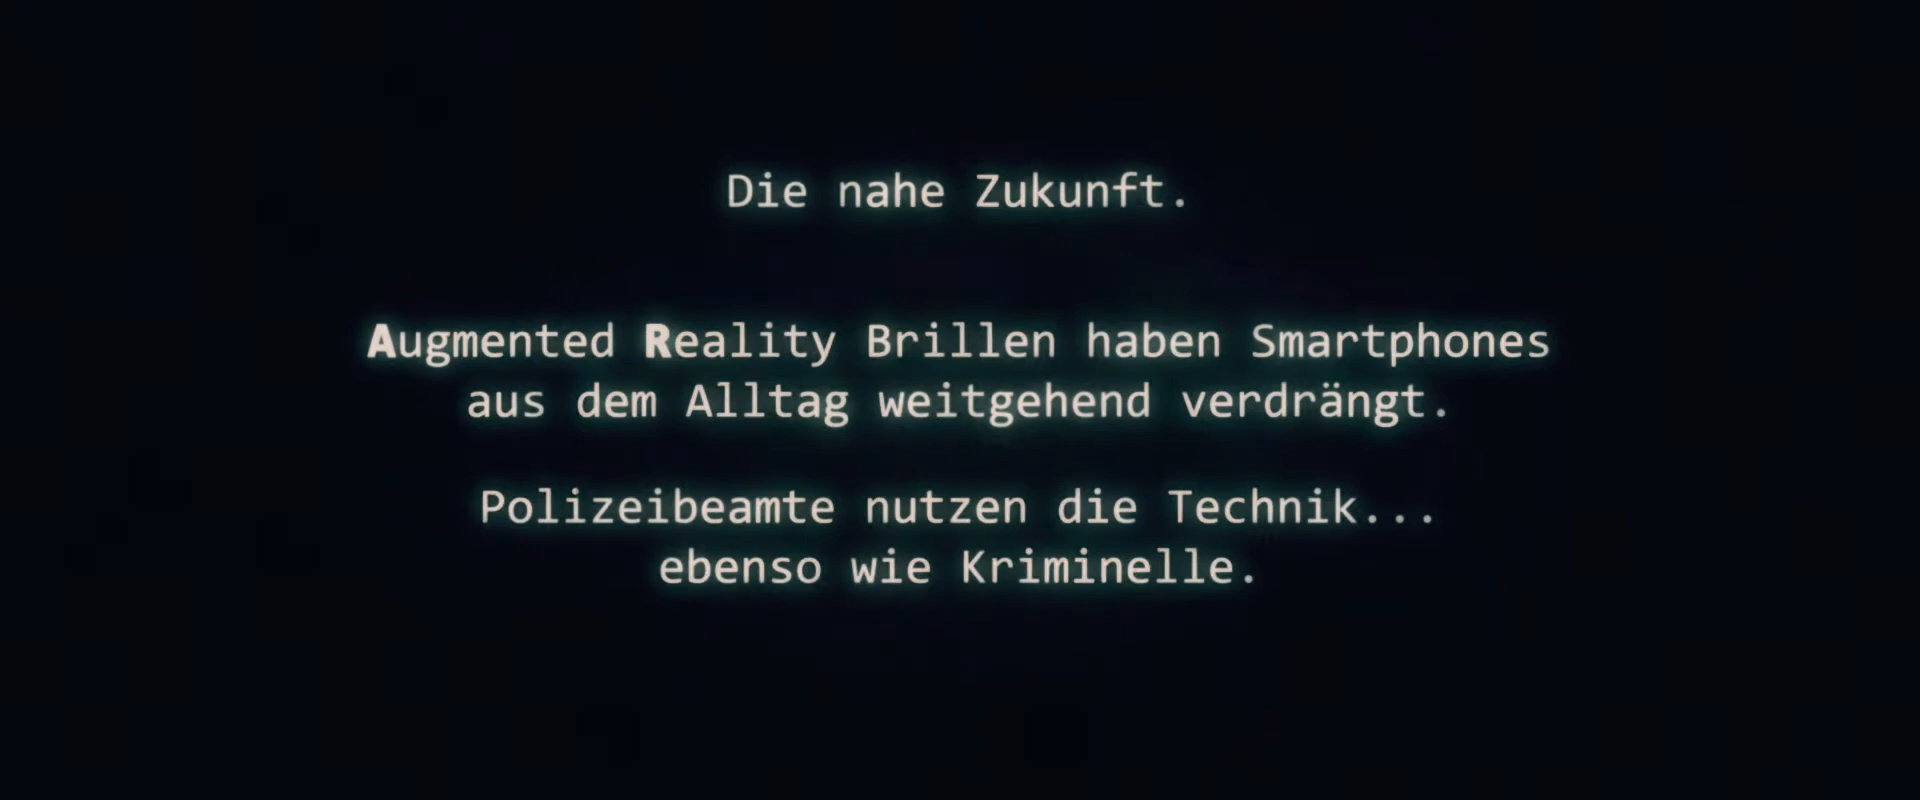 Die nahe Zukunft.
Augmented Reality Brillen haben Smartphones
aus dem Alltag weitgehend verdrängt.
Polizeibeamte nutzen die Technik...
ebenso wie Kriminelle.